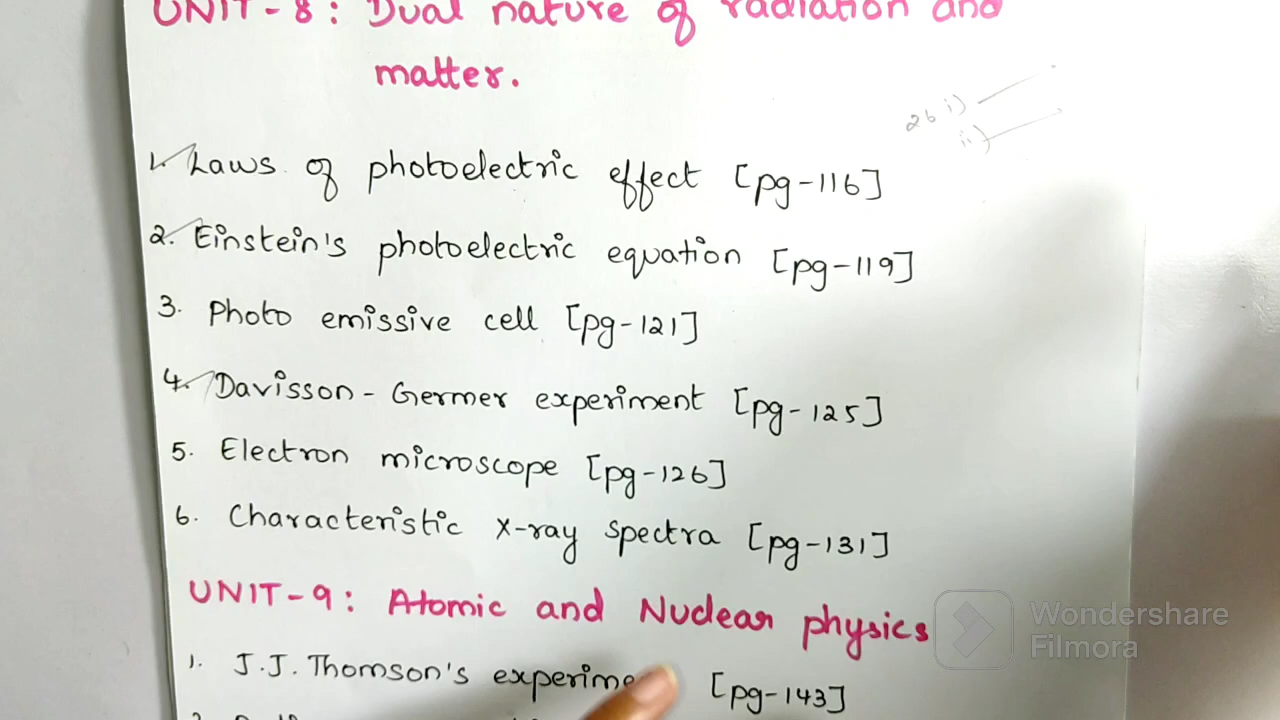 UNIT-8: Dual nature of radiation and
matter.
26 i)
ii)
1. Laws of photoelectric effect [pg-116]
2. Einstein's photoelectric equation [pg-119]
3. Photo emissive cell [pg-121]
4. Davisson-Germer experiment [pg-125]
5. Electron microscope [pg-126]
6. Characteristic X-ray spectra [pg-131]
UNIT-9: Atomic and Nuclear physics
1. J.J. Thomson's [pg-143]
Wondershare
Filmora